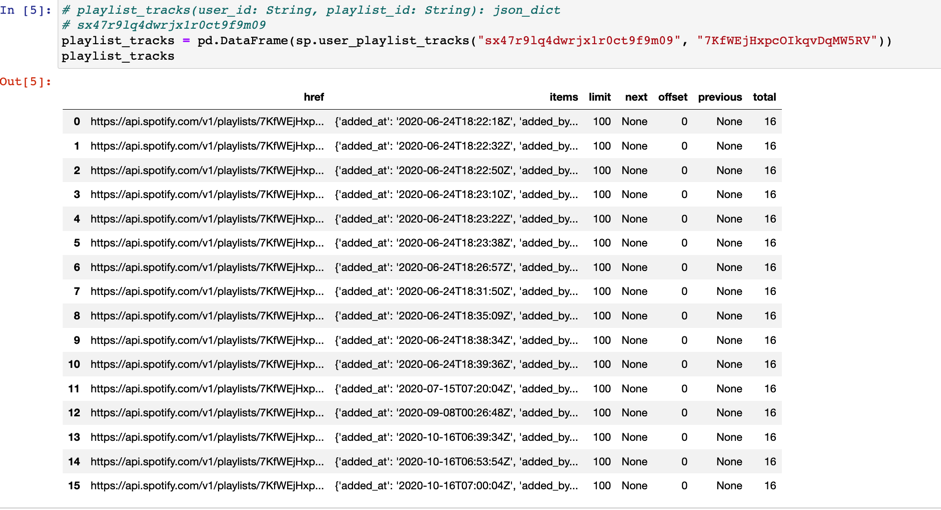 In [5]: # playlist_tracks(user_id: String, playlist_id: String): json_dict
# sx47r9lq4dwrjx1r0ct9f9m09
playlist_tracks = pd.DataFrame(sp.user_playlist_tracks("sx47r9lq4dwrjx1r0ct9f9m09", "7KfWEjHxpcOIkqvDqMW5RV"))
playlist_tracks
Out[5]:
href items limit next offset previous total
0 https://api.spotify.com/v1/playlists/7KfWEjHxp... {'added_at': '2020-06-24T18:22:18Z', 'added_by... 100 None 0 None 16
1 https://api.spotify.com/v1/playlists/7KfWEjHxp... {'added_at': '2020-06-24T18:22:32Z', 'added_by... 100 None 0 None 16
2 https://api.spotify.com/v1/playlists/7KfWEjHxp... {'added_at': '2020-06-24T18:22:50Z', 'added_by... 100 None 0 None 16
3 https://api.spotify.com/v1/playlists/7KfWEjHxp... {'added_at': '2020-06-24T18:23:10Z', 'added_by... 100 None 0 None 16
4 https://api.spotify.com/v1/playlists/7KfWEjHxp... {'added_at': '2020-06-24T18:23:22Z', 'added_by... 100 None 0 None 16
5 https://api.spotify.com/v1/playlists/7KfWEjHxp... {'added_at': '2020-06-24T18:23:38Z', 'added_by... 100 None 0 None 16
6 https://api.spotify.com/v1/playlists/7KfWEjHxp... {'added_at': '2020-06-24T18:26:57Z', 'added_by... 100 None 0 None 16
7 https://api.spotify.com/v1/playlists/7KfWEjHxp... {'added_at': '2020-06-24T18:31:50Z', 'added_by... 100 None 0 None 16
8 https://api.spotify.com/v1/playlists/7KfWEjHxp... {'added_at': '2020-06-24T18:35:09Z', 'added_by... 100 None 0 None 16
9 https://api.spotify.com/v1/playlists/7KfWEjHxp... {'added_at': '2020-06-24T18:38:34Z', 'added_by... 100 None 0 None 16
10 https://api.spotify.com/v1/playlists/7KfWEjHxp... {'added_at': '2020-06-24T18:39:36Z', 'added_by... 100 None 0 None 16
11 https://api.spotify.com/v1/playlists/7KfWEjHxp... {'added_at': '2020-07-15T07:20:04Z', 'added_by... 100 None 0 None 16
12 https://api.spotify.com/v1/playlists/7KfWEjHxp... {'added_at': '2020-09-08T00:26:48Z', 'added_by... 100 None 0 None 16
13 https://api.spotify.com/v1/playlists/7KfWEjHxp... {'added_at': '2020-10-16T06:39:34Z', 'added_by... 100 None 0 None 16
14 https://api.spotify.com/v1/playlists/7KfWEjHxp... {'added_at': '2020-10-16T06:53:54Z', 'added_by... 100 None 0 None 16
15 https://api.spotify.com/v1/playlists/7KfWEjHxp... {'added_at': '2020-10-16T07:00:04Z', 'added_by... 100 None 0 None 16